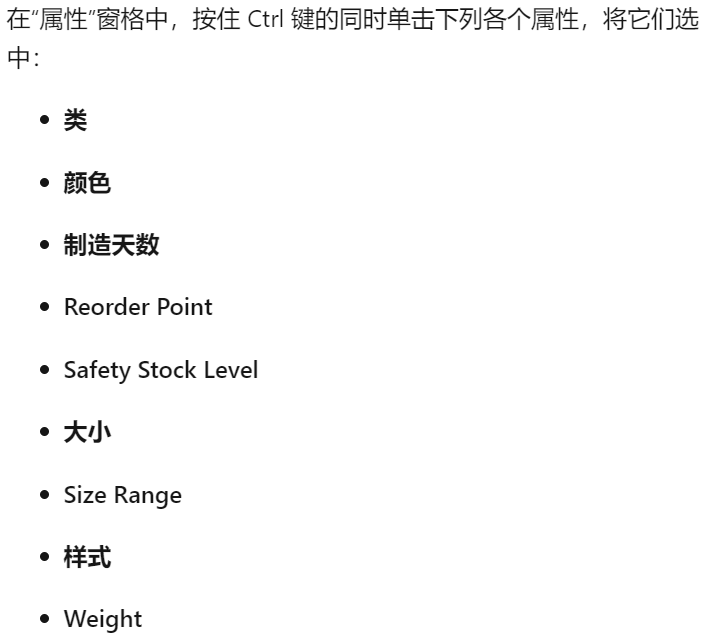 在“属性”窗格中，按住 Ctrl 键的同时单击下列各个属性，将它们选
中：
• 类
• 颜色
• 制造天数
• Reorder Point
• Safety Stock Level
• 大小
• Size Range
• 样式
• Weight